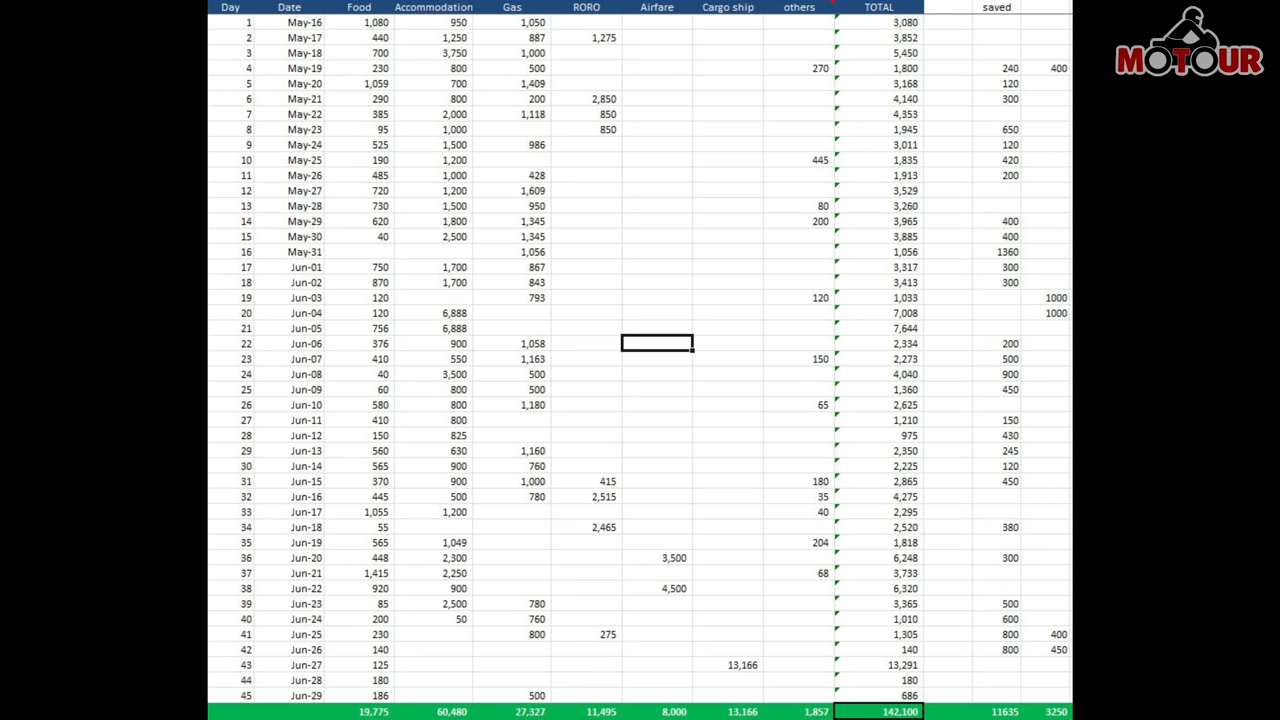 Day Date Food Accommodation Gas RORO Airfare Cargo ship others TOTAL saved
MOTOUR
1 May-16 1,080 950 1,050 3,080
2 May-17 440 1,250 887 1,275 3,852
3 May-18 700 3,750 1,000 5,450
4 May-19 230 800 500 270 1,800 240 400
5 May-20 1,059 700 1,409 3,168 120
6 May-21 290 800 200 2,850 4,140 300
7 May-22 385 2,000 1,118 850 4,353
8 May-23 95 1,000 850 1,945 650
9 May-24 525 1,500 986 3,011 120
10 May-25 190 1,200 445 1,835 420
11 May-26 485 1,000 428 1,913 200
12 May-27 720 1,200 1,609 3,529
13 May-28 730 1,500 950 80 3,260
14 May-29 620 1,800 1,345 200 3,965 400
15 May-30 40 2,500 1,345 3,885 400
16 May-31 1,056 1,056 1360
17 Jun-01 750 1,700 867 3,317 300
18 Jun-02 870 1,700 843 3,413 300
19 Jun-03 120 793 120 1,033 1000
20 Jun-04 120 6,888 7,008 1000
21 Jun-05 756 6,888 7,644
22 Jun-06 376 900 1,058 2,334 200
23 Jun-07 410 550 1,163 150 2,273 500
24 Jun-08 40 3,500 500 4,040 900
25 Jun-09 60 800 500 1,360 450
26 Jun-10 580 800 1,180 65 2,625
27 Jun-11 410 800 1,210 150
28 Jun-12 150 825 975 430
29 Jun-13 560 630 1,160 2,350 245
30 Jun-14 565 900 760 2,225 120
31 Jun-15 370 900 1,000 415 180 2,865 450
32 Jun-16 445 500 780 2,515 35 4,275
33 Jun-17 1,055 1,200 40 2,295
34 Jun-18 55 2,465 2,520 380
35 Jun-19 565 1,049 204 1,818
36 Jun-20 448 2,300 3,500 6,248 300
37 Jun-21 1,415 2,250 68 3,733
38 Jun-22 920 900 4,500 6,320
39 Jun-23 85 2,500 780 3,365 500
40 Jun-24 200 50 760 1,010 600
41 Jun-25 230 800 275 1,305 800 400
42 Jun-26 140 140 800 450
43 Jun-27 125 13,166 13,291
44 Jun-28 180 180
45 Jun-29 186 500 686
19,775 60,480 27,327 11,495 8,000 13,166 1,857 142,100 11635 3250